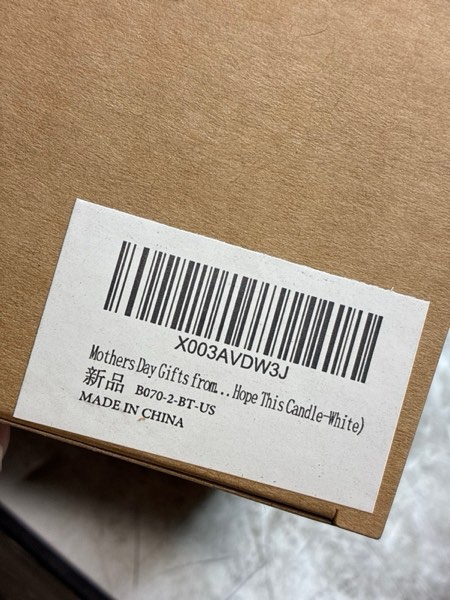 X003AVDW3J
Mothers Day Gifts from...Hope This Candle-White)
新品 B070-2-BT-US
MADE IN CHINA